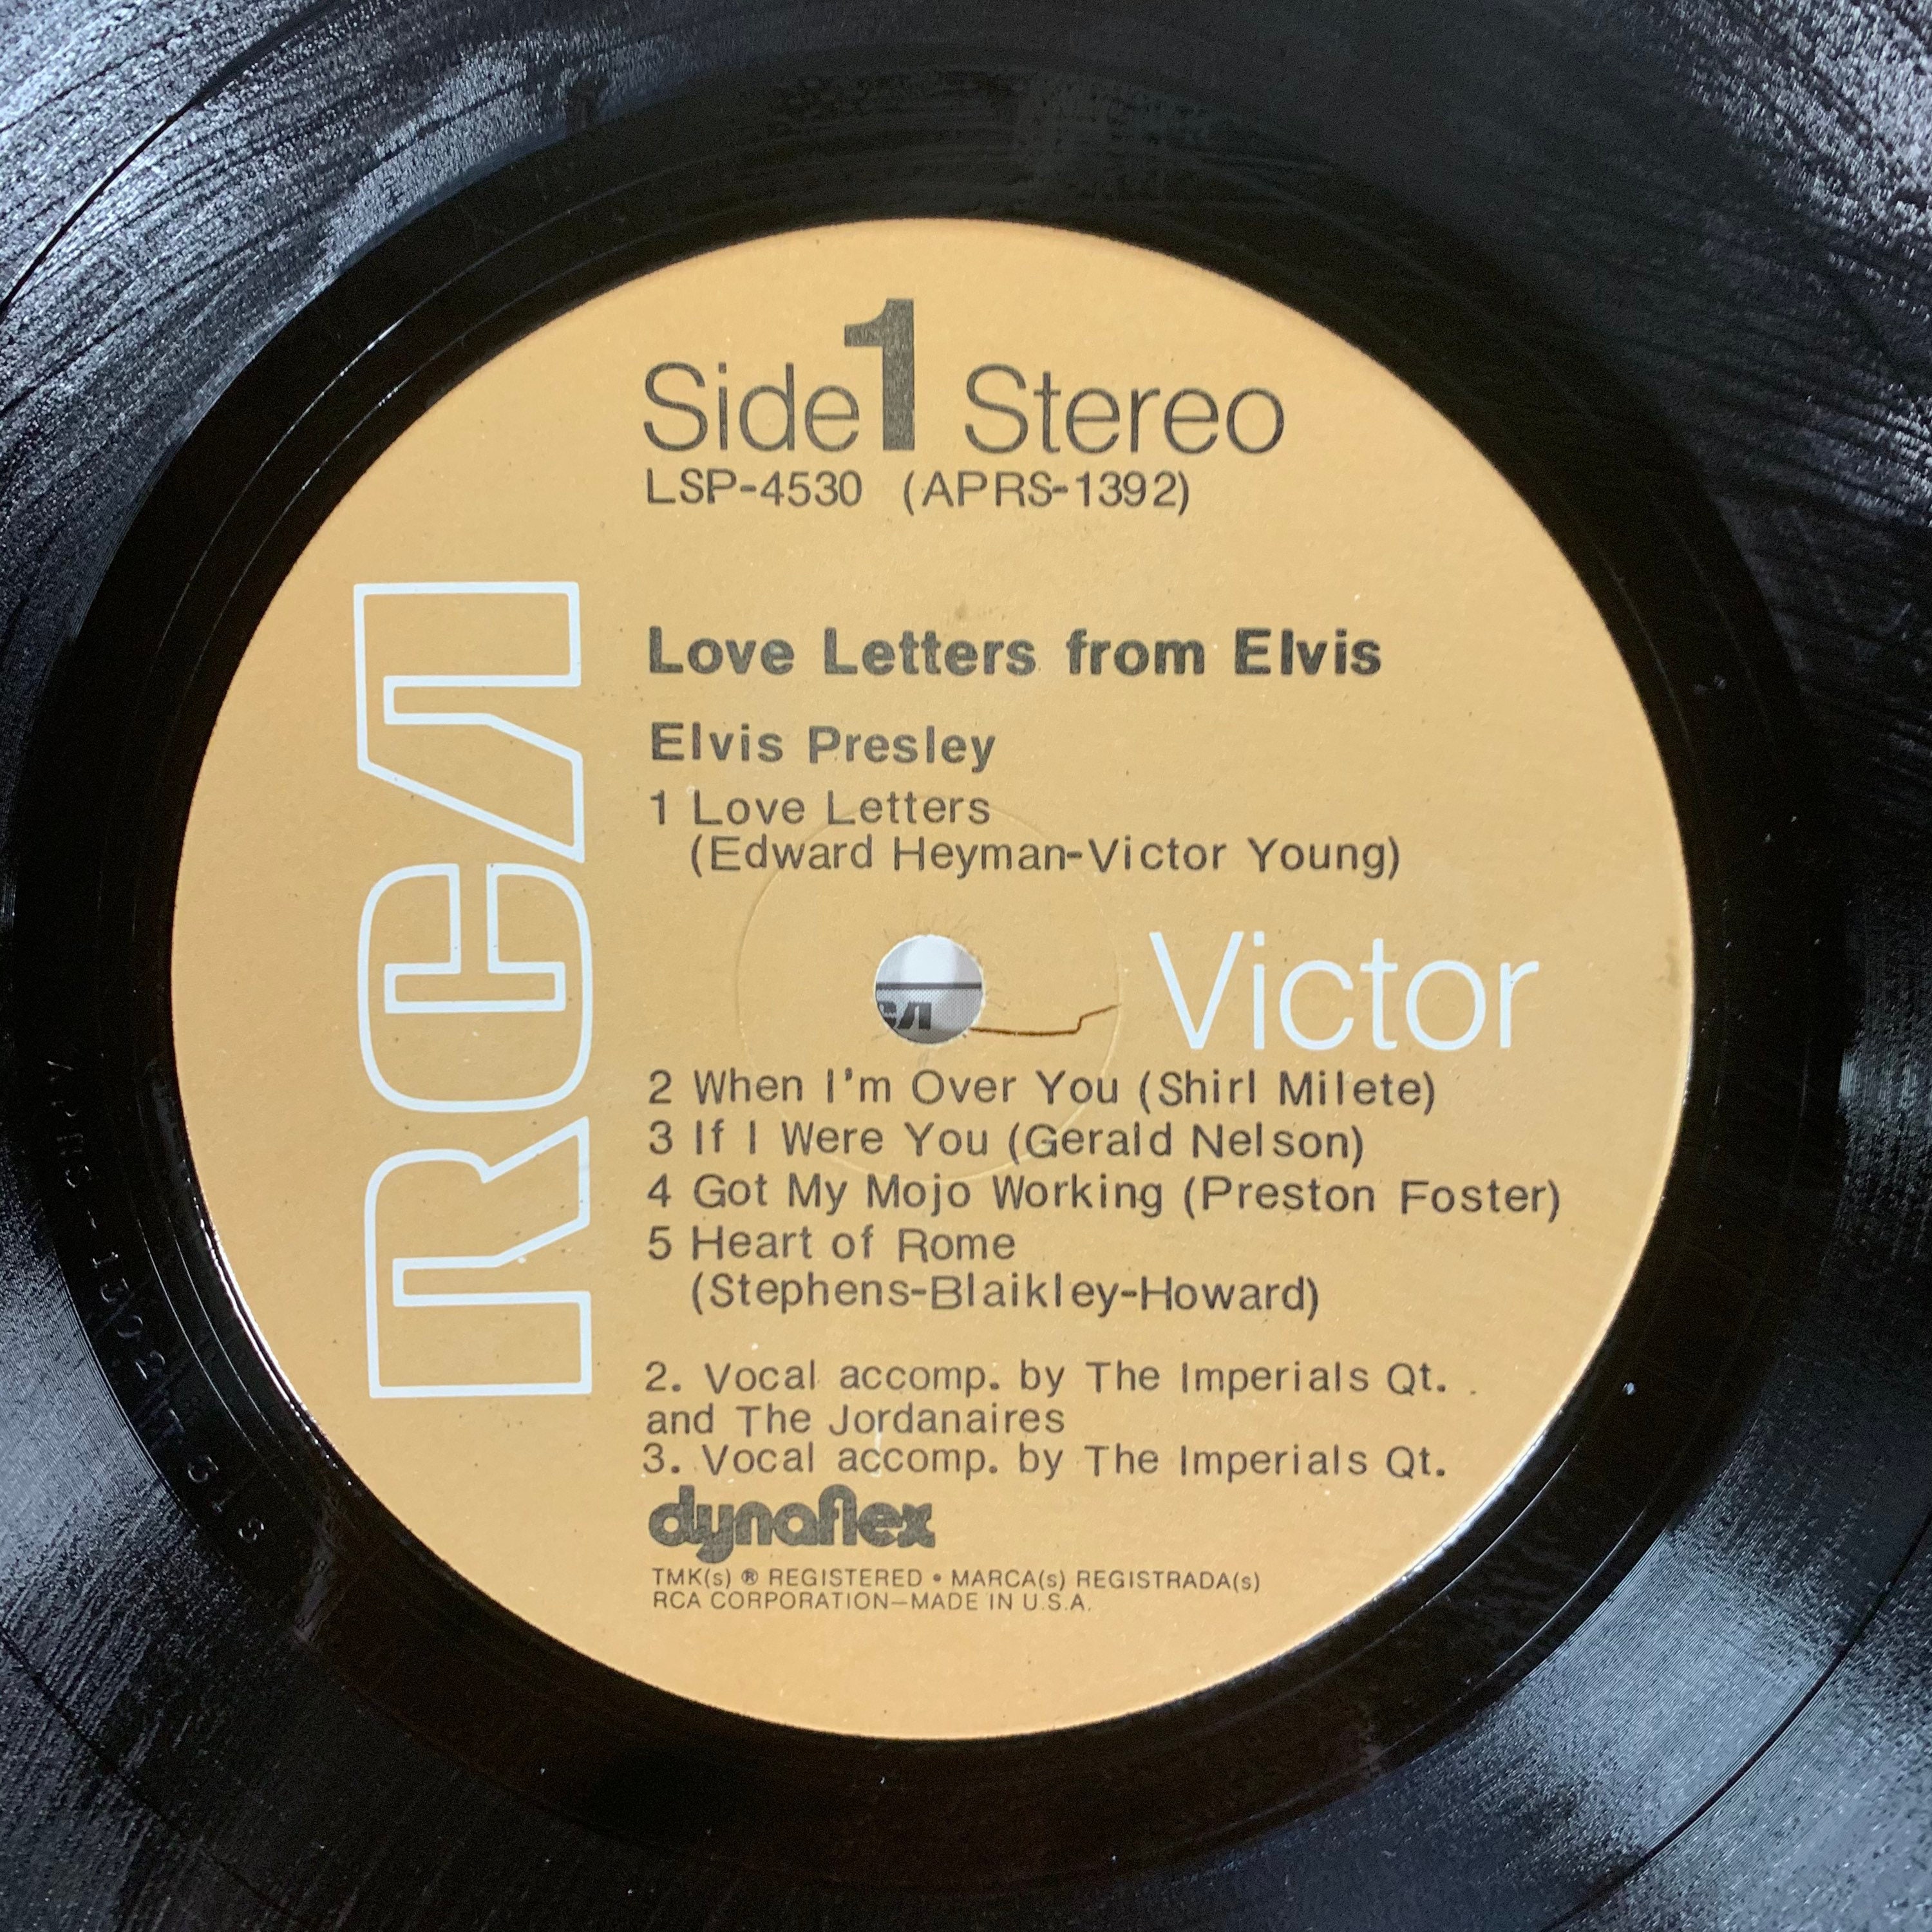 Side 1 Stereo
LSP-4530 (APRS-1392)
Love Letters from Elvis
Elvis Presley
1 Love Letters
(Edward Heyman-Victor Young)
RCA
Victor
2 When I'm Over You (Shirl Milete)
3 If I Were You (Gerald Nelson)
4 Got My Mojo Working (Preston Foster)
5 Heart of Rome
(Stephens-Blaikley-Howard)
2. Vocal accomp. by The Imperials Qt.
and The Jordanaires
3. Vocal accomp. by The Imperials Qt.
dynaflex
TMK(s) ® REGISTERED • MARCA(s) REGISTRADA(s)
RCA CORPORATION—MADE IN U.S.A.